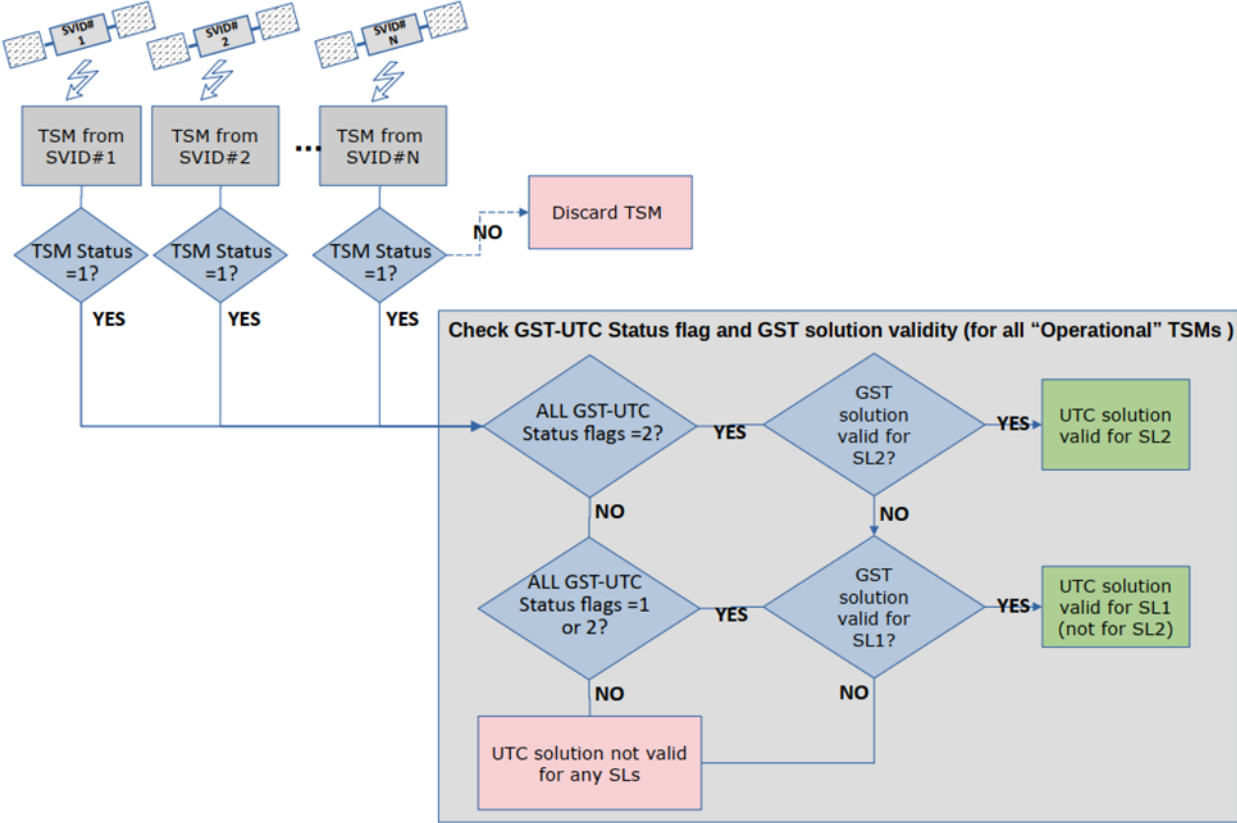 SVID#
1
SVID#
2
SVID#
N
TSM from
SVID#1
TSM from
SVID#2
...
TSM from
SVID#N
Discard TSM
NO
TSM Status
=1?
TSM Status
=1?
TSM Status
=1?
YES
YES
YES
Check GST-UTC Status flag and GST solution validity (for all “Operational” TSMs )
ALL GST-UTC
Status flags =2?
YES
GST
solution
valid for
SL2?
YES
UTC solution
valid for SL2
NO
NO
ALL GST-UTC
Status flags =1
or 2?
YES
GST
solution
valid for
SL1?
YES
UTC solution
valid for SL1
(not for SL2)
NO
NO
UTC solution not valid
for any SLs